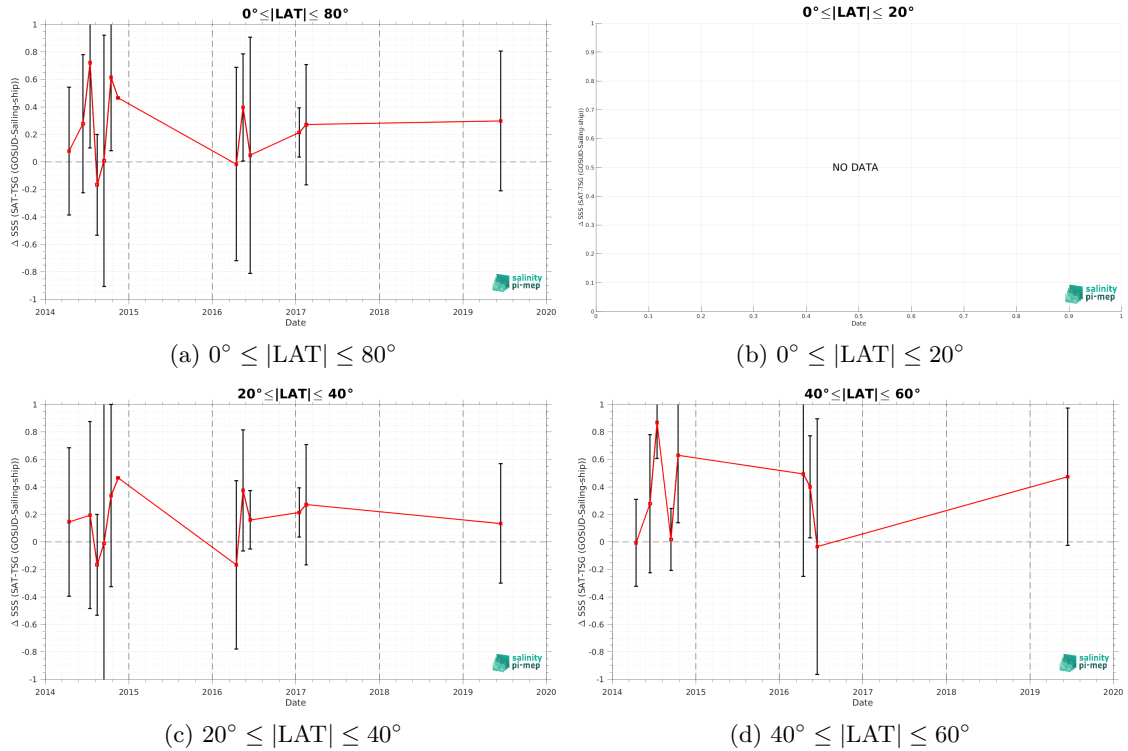 0°≤|LAT|≤ 80°
1
0.8
0.6
0.4
0.2
0
-0.2
-0.4
-0.6
-0.8
-1
Δ SSS (SAT-TSG (GOSUD-Sailing-ship))
2014 2015 2016 2017 2018 2019 2020
Date
salinity
pi-mep
(a) 0° ≤ |LAT| ≤ 80°
0°≤|LAT|≤ 20°
1
0.9
0.8
0.7
0.6
0.5
0.4
0.3
0.2
0.1
0
Δ SSS (SAT-TSG (GOSUD-Sailing-ship))
NO DATA
0 0.1 0.2 0.3 0.4 0.5 0.6 0.7 0.8 0.9 1
Date
salinity
pi-mep
(b) 0° ≤ |LAT| ≤ 20°
20°≤|LAT|≤ 40°
1
0.8
0.6
0.4
0.2
0
-0.2
-0.4
-0.6
-0.8
-1
Δ SSS (SAT-TSG (GOSUD-Sailing-ship))
2014 2015 2016 2017 2018 2019 2020
Date
salinity
pi-mep
(c) 20° ≤ |LAT| ≤ 40°
40°≤|LAT|≤ 60°
1
0.8
0.6
0.4
0.2
0
-0.2
-0.4
-0.6
-0.8
-1
Δ SSS (SAT-TSG (GOSUD-Sailing-ship))
2014 2015 2016 2017 2018 2019 2020
Date
salinity
pi-mep
(d) 40° ≤ |LAT| ≤ 60°